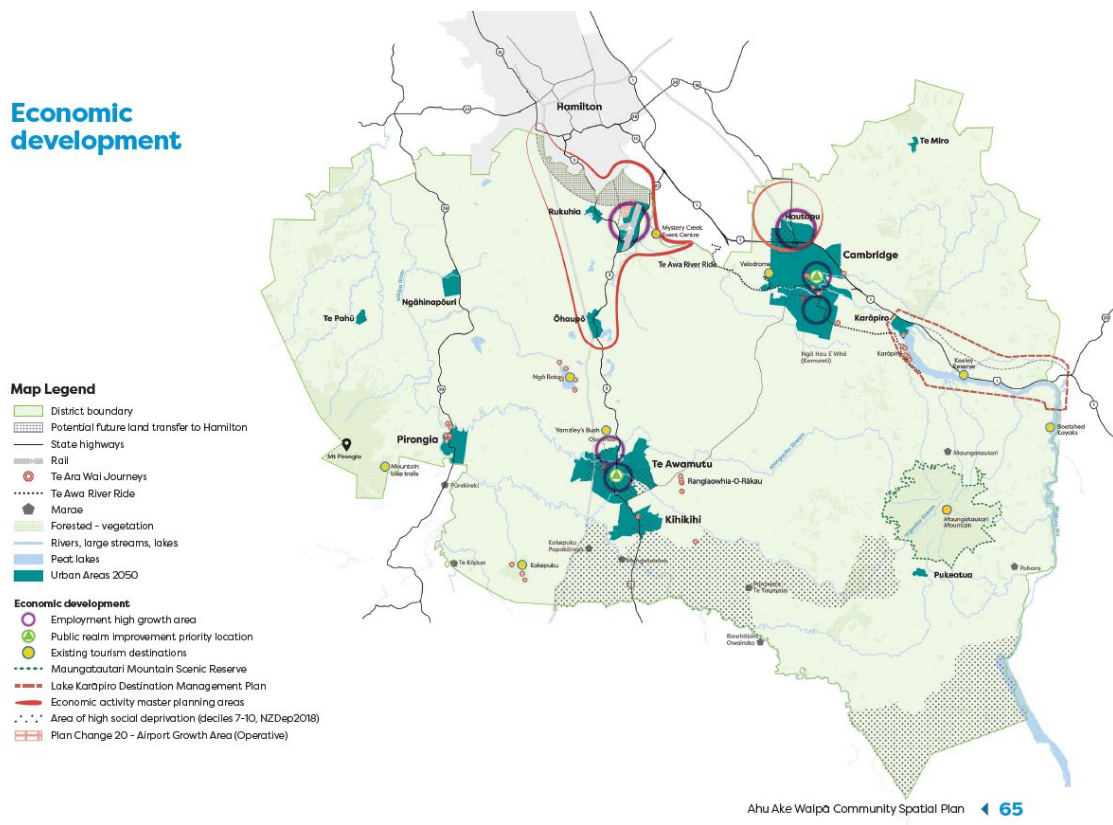 Economic
development
Hamilton
Te Miro
Rukuhia
Hautapu
Mystery Creek
Event Centre
Te Awa River Ride
Velodrome
Cambridge
Ngāhinapōuri
Te Pahū
Ōhaupō
Karāpiro
Karāpiro
Ngā Hau E Whā
(Kemureti)
Keeley
Reserve
Ngā Roto
Bootshed
Kayaks
Yarndley's Bush
Pirongia
Mt Pirongia
Mountain
bike trails
Pūrekireki
Te Awamutu
Rangiaowhia-O-Rākau
Maungatautari
Maungatautari
Mountain
Kihikihi
Kakepuku
Papakāinga
Te Kōpua
Kakepuku
Pukeatua
Pohara
Rawhitiroa
Owairaka
Map Legend
District boundary
Potential future land transfer to Hamilton
State highways
Rail
Te Ara Wai Journeys
Te Awa River Ride
Marae
Forested - vegetation
Rivers, large streams, lakes
Peat lakes
Urban Areas 2050
Economic development
Employment high growth area
Public realm improvement priority location
Existing tourism destinations
Maungatautari Mountain Scenic Reserve
Lake Karāpiro Destination Management Plan
Economic activity master planning areas
Area of high social deprivation (deciles 7-10, NZDep2018)
Plan Change 20 - Airport Growth Area (Operative)
Ahu Ake Waipā Community Spatial Plan 65